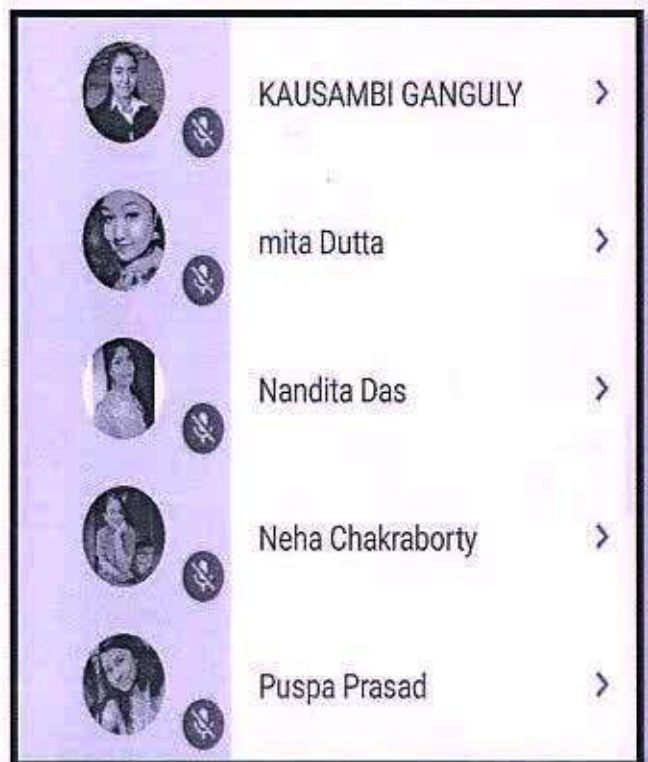 KAUSAMBI GANGULY
mita Dutta
Nandita Das
Neha Chakraborty
Puspa Prasad